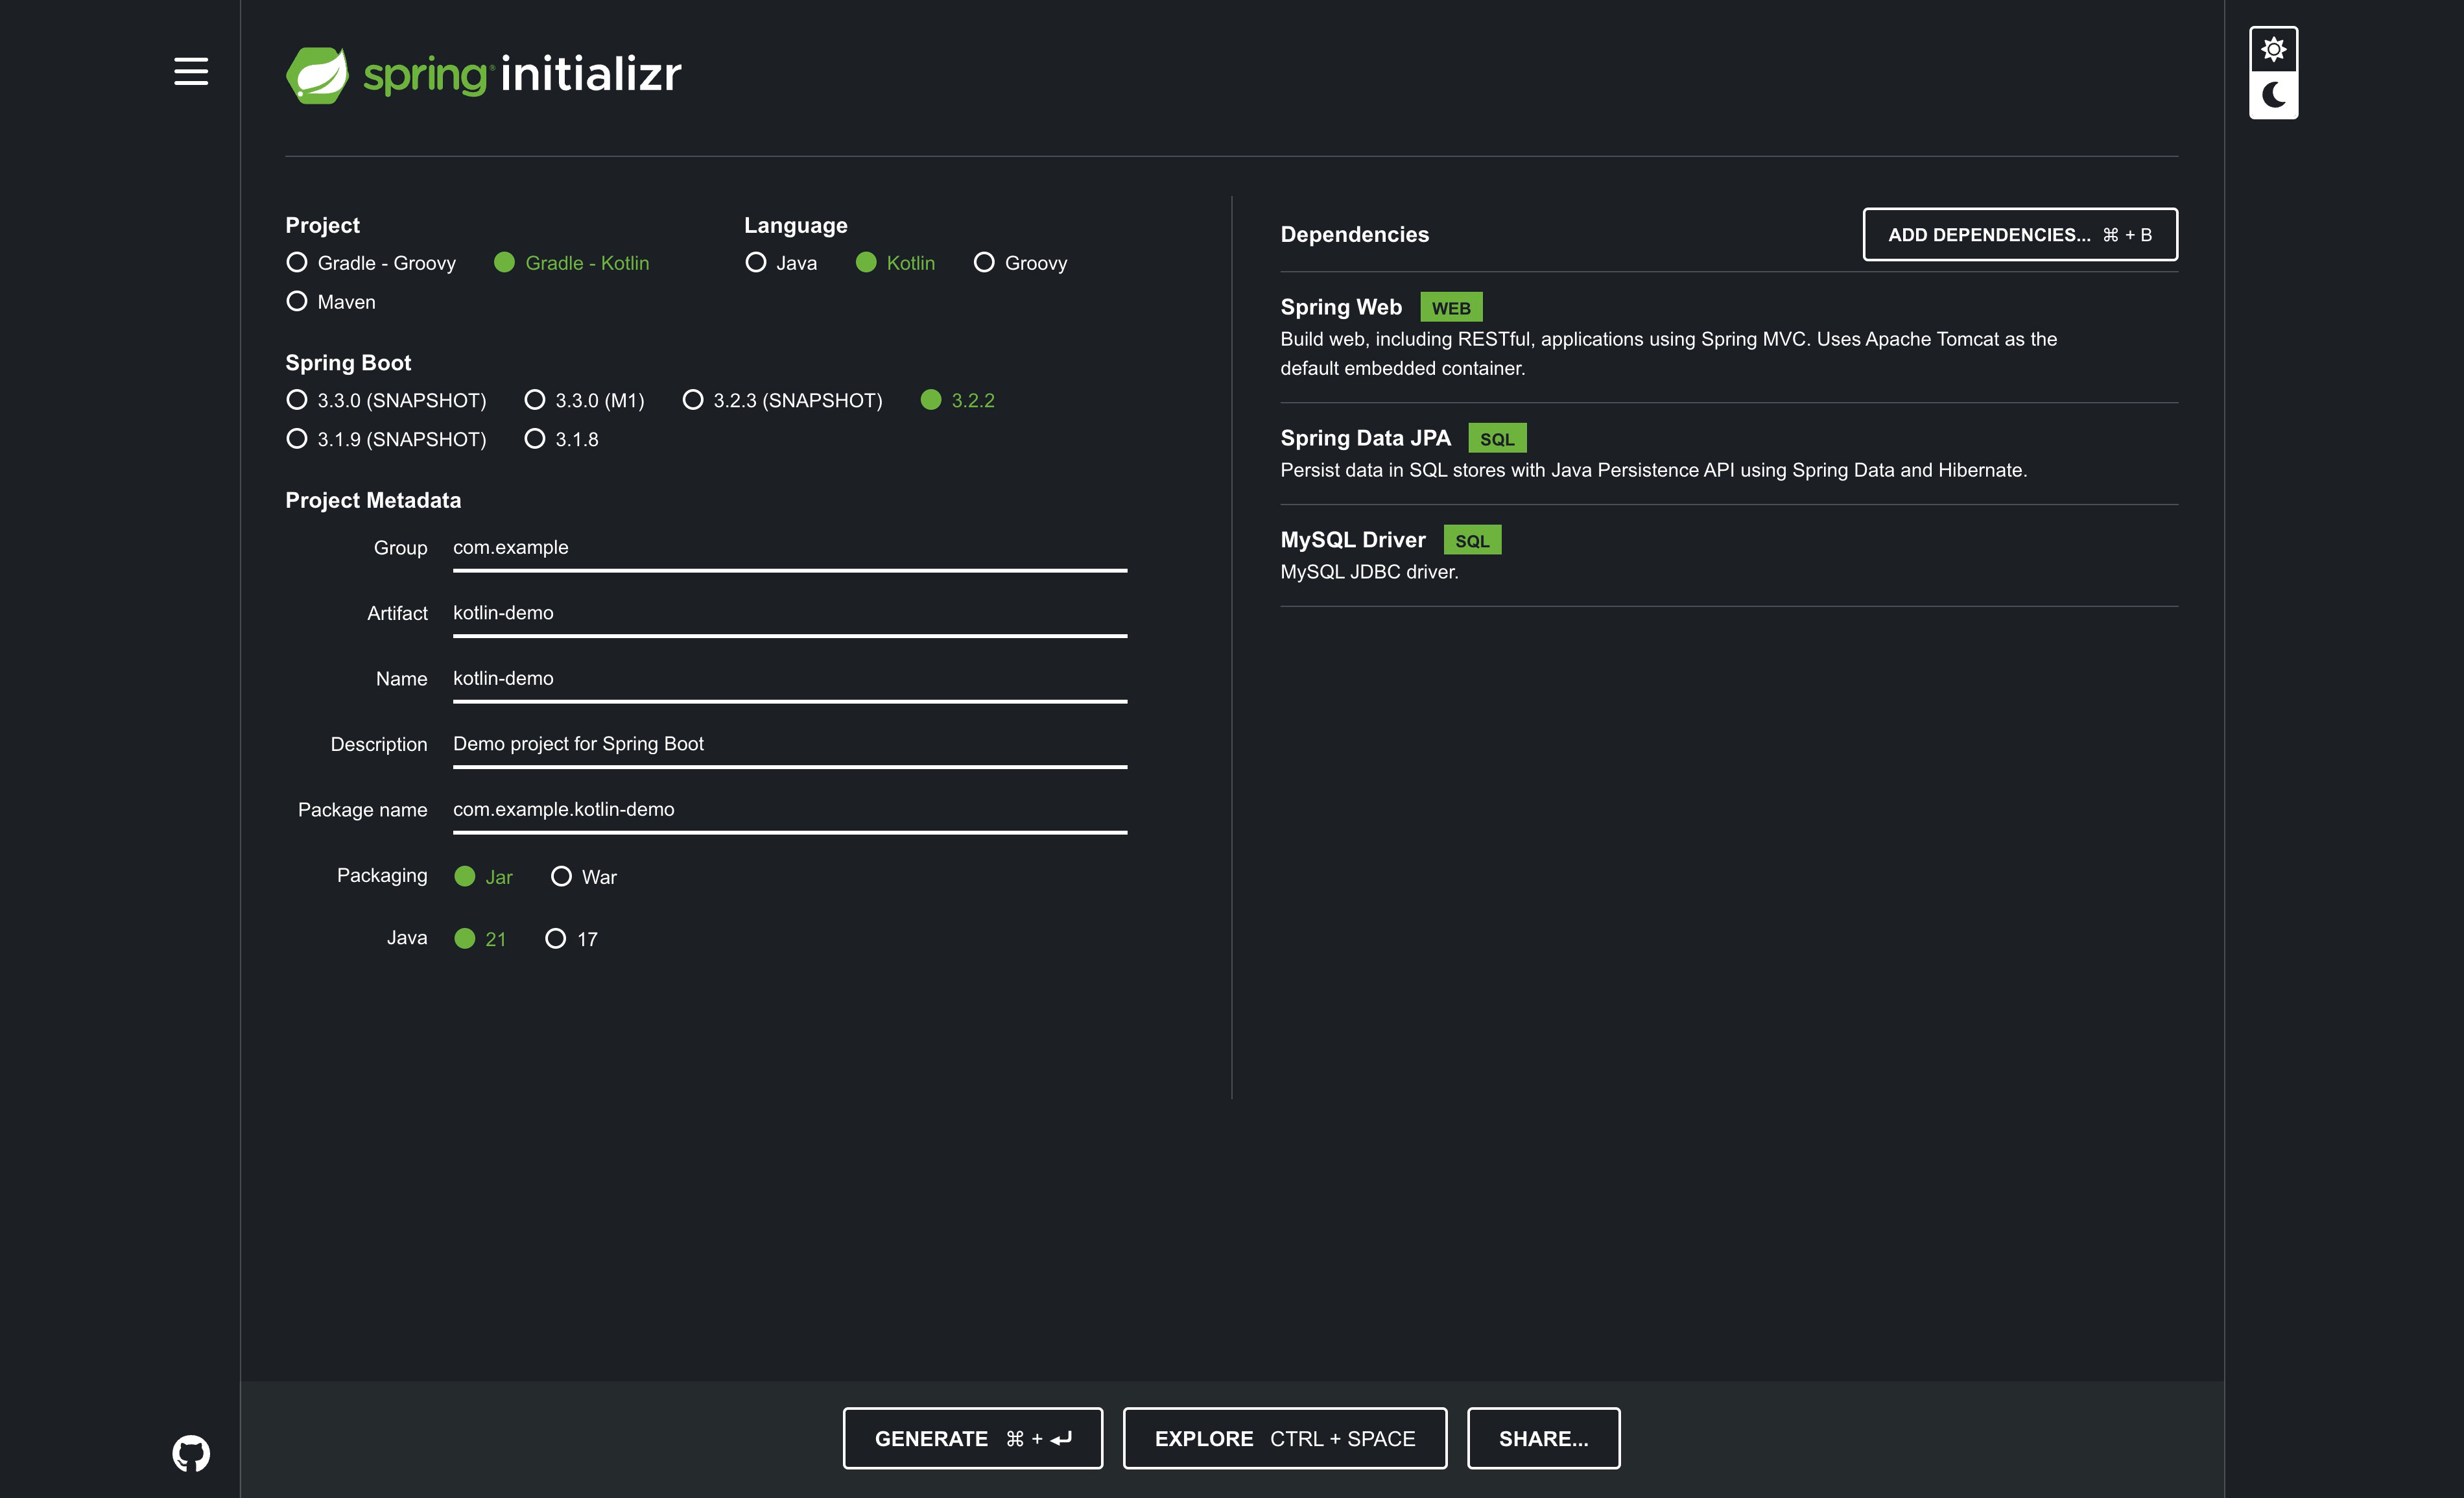 spring initializr
Project
Gradle - Groovy Gradle - Kotlin
Maven
Language
Java Kotlin Groovy
Spring Boot
3.3.0 (SNAPSHOT) 3.3.0 (M1) 3.2.3 (SNAPSHOT) 3.2.2
3.1.9 (SNAPSHOT) 3.1.8
Project Metadata
Group com.example
Artifact kotlin-demo
Name kotlin-demo
Description Demo project for Spring Boot
Package name com.example.kotlin-demo
Packaging Jar War
Java 21 17
Dependencies ADD DEPENDENCIES... ⌘ + B
Spring Web WEB
Build web, including RESTful, applications using Spring MVC. Uses Apache Tomcat as the
default embedded container.
Spring Data JPA SQL
Persist data in SQL stores with Java Persistence API using Spring Data and Hibernate.
MySQL Driver SQL
MySQL JDBC driver.
GENERATE ⌘ + ⏎ EXPLORE CTRL + SPACE SHARE...